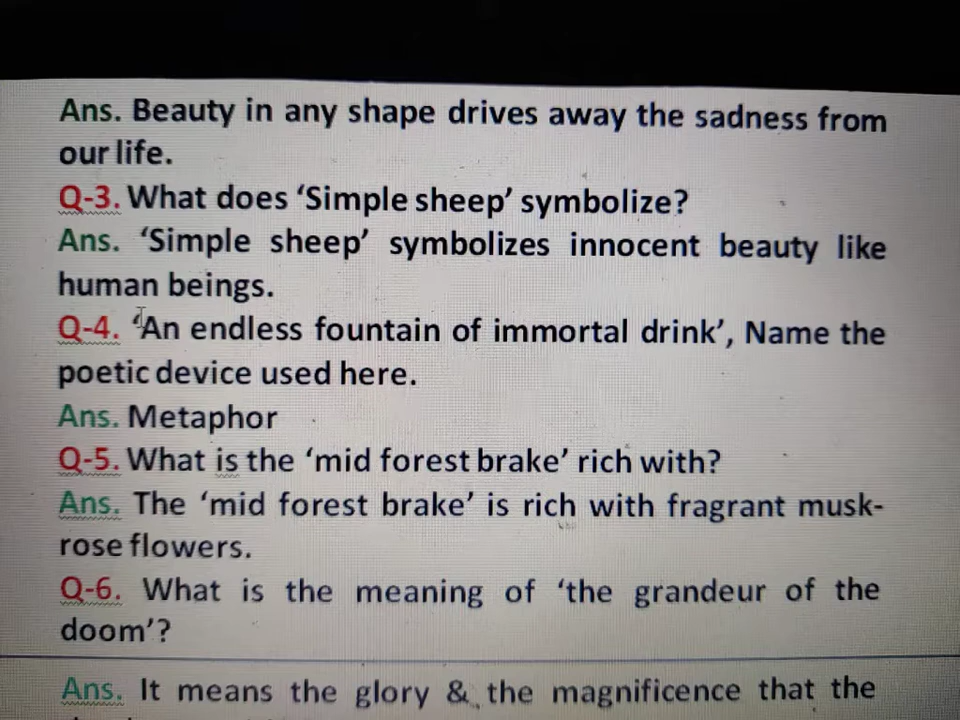 Ans. Beauty in any shape drives away the sadness from
our life.
Q-3. What does ‘Simple sheep’ symbolize?
Ans. ‘Simple sheep’ symbolizes innocent beauty like
human beings.
Q-4. ‘An endless fountain of immortal drink’, Name the
poetic device used here.
Ans. Metaphor
Q-5. What is the ‘mid forest brake’ rich with?
Ans. The ‘mid forest brake’ is rich with fragrant musk-
rose flowers.
Q-6. What is the meaning of ‘the grandeur of the
doom’?
Ans. It means the glory & the magnificence that the